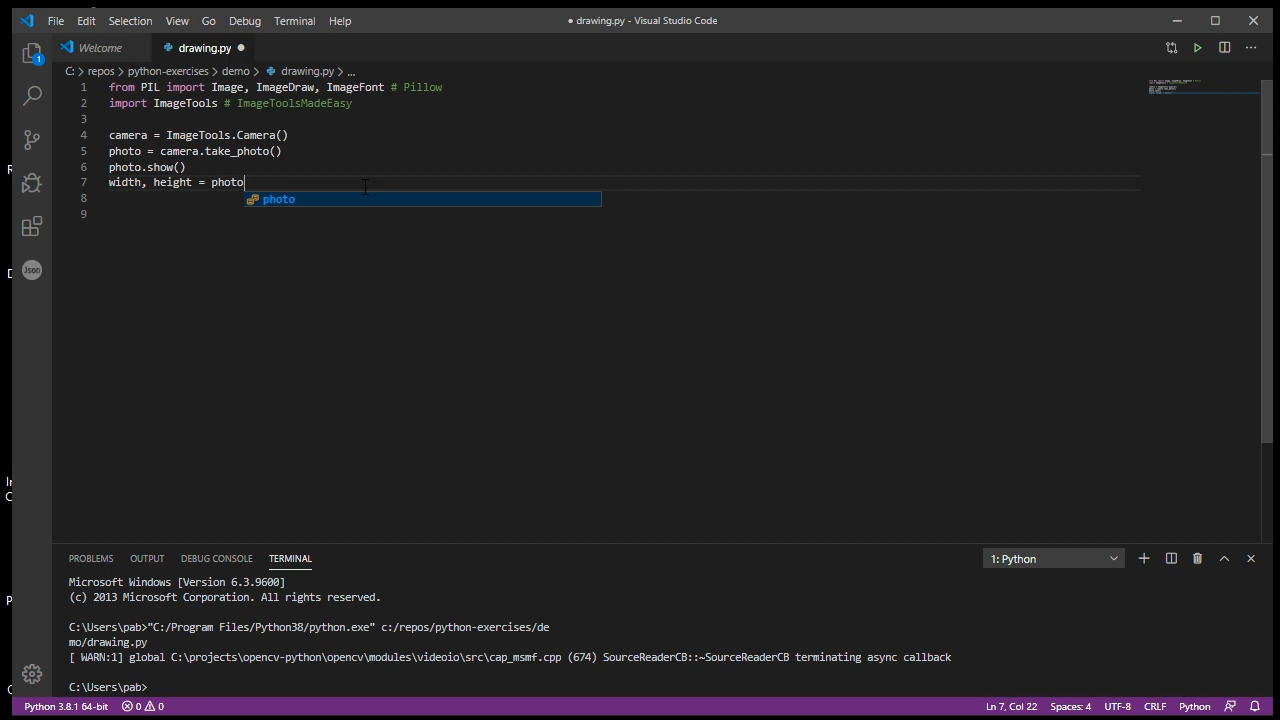 File Edit Selection View Go Debug Terminal Help
● drawing.py - Visual Studio Code
Welcome
drawing.py ●
C: > repos > python-exercises > demo > drawing.py > ...
1 from PIL import Image, ImageDraw, ImageFont # Pillow
2 import ImageTools # ImageToolsMadeEasy
3
4 camera = ImageTools.Camera()
5 photo = camera.take_photo()
6 photo.show()
7 width, height = photo
8 photo
9
1
Json
PROBLEMS OUTPUT DEBUG CONSOLE TERMINAL
1: Python
Microsoft Windows [Version 6.3.9600]
(c) 2013 Microsoft Corporation. All rights reserved.
C:\Users\pab>"C:/Program Files/Python38/python.exe" c:/repos/python-exercises/de
mo/drawing.py
[ WARN:1] global C:\projects\opencv-python\opencv\modules\videoio\src\cap_msmf.cpp (674) SourceReaderCB::~SourceReaderCB terminating async callback
C:\Users\pab>
Python 3.8.1 64-bit 0 0
Ln 7, Col 22 Spaces: 4 UTF-8 CRLF Python